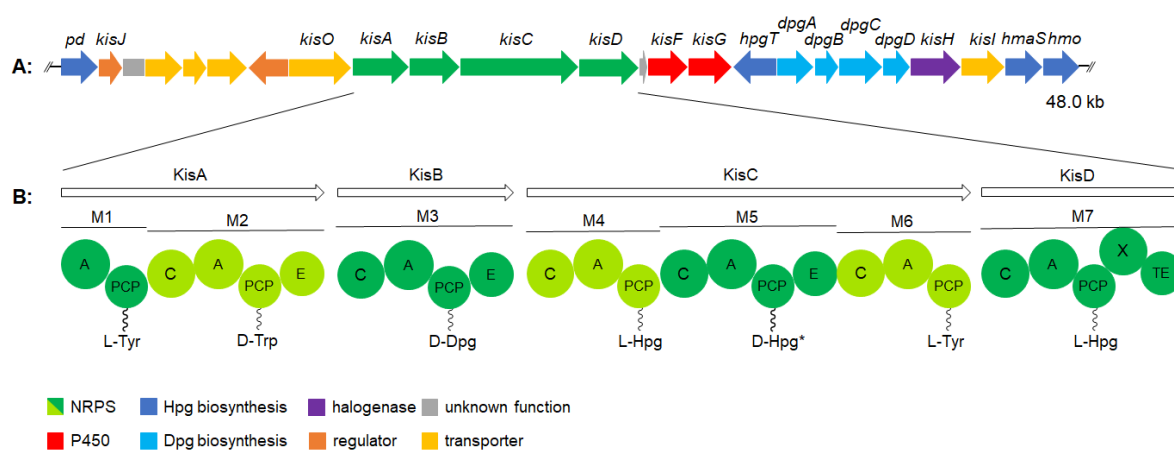 dpgA dpgC
pd kisJ kisO kisA kisB kisC kisD kisF kisG hpgT dpgB dpgD kisH kisI hmaS hmo
A:
48.0 kb
KisA KisB KisC KisD
B:
M1 M2 M3 M4 M5 M6 M7
A PCP C A PCP E C A PCP E C A PCP C A PCP E C A PCP C A PCP X TE
L-Tyr D-Trp D-Dpg L-Hpg D-Hpg* L-Tyr L-Hpg
NRPS Hpg biosynthesis halogenase unknown function
P450 Dpg biosynthesis regulator transporter